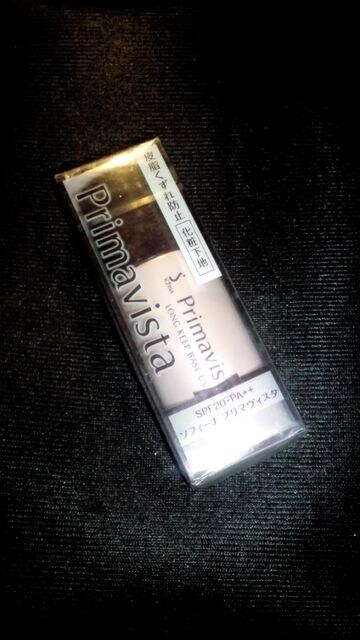 皮脂くずれ防止
化粧下地
Primavista
SOFINA
Primavis
LONG KEEP BASE UV
SPF20・PA++
ソフィーナ プリマヴィスタ